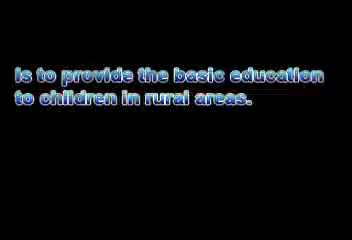 is to provide the basic education
to children in rural areas.